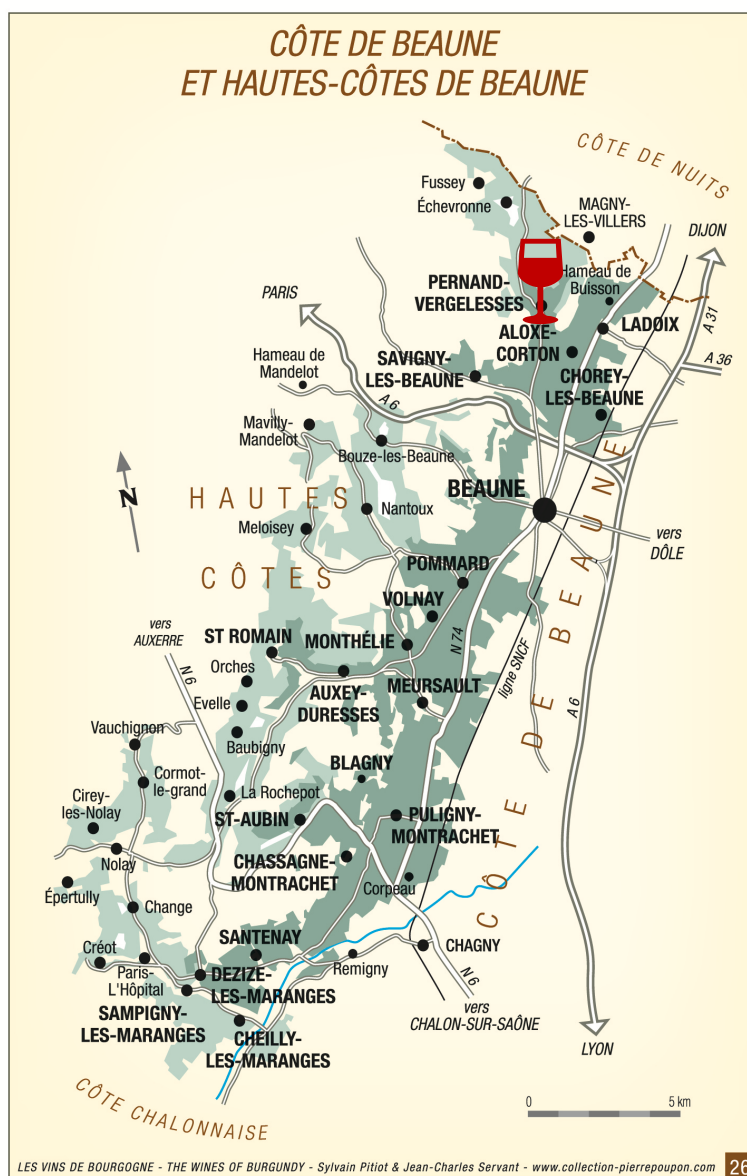 CÔTE DE BEAUNE
ET HAUTES-CÔTES DE BEAUNE
CÔTE DE NUITS
Fussey
Échevronne
MAGNY-
LES-VILLERS
DIJON
PERNAND-
VERGELESSES
Hameau de
Buisson
PARIS
A 31
ALOXE-
CORTON
LADOIX
Hameau de
Mandelot
SAVIGNY-
LES-BEAUNE
A 36
CHOREY-
LES-BEAUNE
A 6
Mavilly-
Mandelot
Bouze-les-Beaune
N
HAUTES
CÔTES
BEAUNE
Nantoux
Meloisey
vers
DÔLE
POMMARD
VOLNAY
vers
AUXERRE
ST ROMAIN
MONTHÉLIE
N 74
N6
Orches
AUXEY-
DURESSES
MEURSAULT
ligne SNCF
CÔTE DE BEAUNE
A 6
Evelle
Vauchignon
Baubigny
BLAGNY
Cormot-
le-grand
Cirey-
les-Nolay
La Rochepot
ST-AUBIN
PULIGNY-
MONTRACHET
Nolay
CHASSAGNE-
MONTRACHET
Corpeau
Épertully
Change
SANTENAY
CHAGNY
Créot
Paris-
L'Hôpital
Remigny
DEZIZE-
LES-MARANGES
N6
SAMPIGNY-
LES-MARANGES
vers
CHALON-SUR-SAÔNE
CHEILLY-
LES-MARANGES
LYON
CÔTE CHALONNAISE
0 5 km
LES VINS DE BOURGOGNE - THE WINES OF BURGUNDY - Sylvain Pitiot & Jean-Charles Servant - www.collection-pierrepoupon.com 26